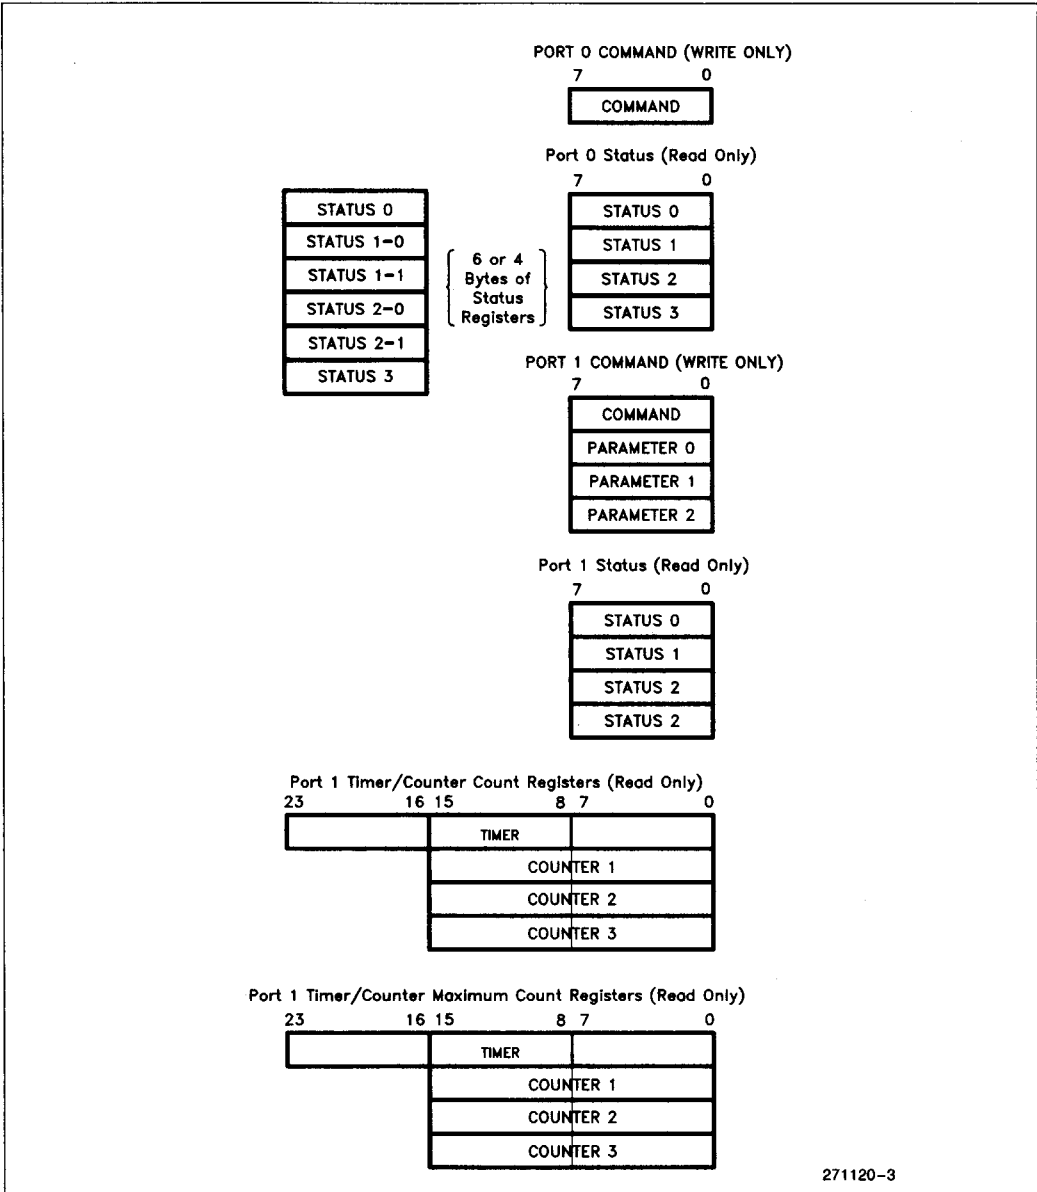 PORT 0 COMMAND (WRITE ONLY)
7 0
COMMAND
Port 0 Status (Read Only)
7 0
STATUS 0
STATUS 1
STATUS 2
STATUS 3
STATUS 0
STATUS 1-0
STATUS 1-1
STATUS 2-0
STATUS 2-1
STATUS 3
6 or 4
Bytes of
Status
Registers
PORT 1 COMMAND (WRITE ONLY)
7 0
COMMAND
PARAMETER 0
PARAMETER 1
PARAMETER 2
Port 1 Status (Read Only)
7 0
STATUS 0
STATUS 1
STATUS 2
STATUS 2
Port 1 Timer/Counter Count Registers (Read Only)
23 16 15 8 7 0
TIMER
COUNTER 1
COUNTER 2
COUNTER 3
Port 1 Timer/Counter Maximum Count Registers (Read Only)
23 16 15 8 7 0
TIMER
COUNTER 1
COUNTER 2
COUNTER 3
271120-3